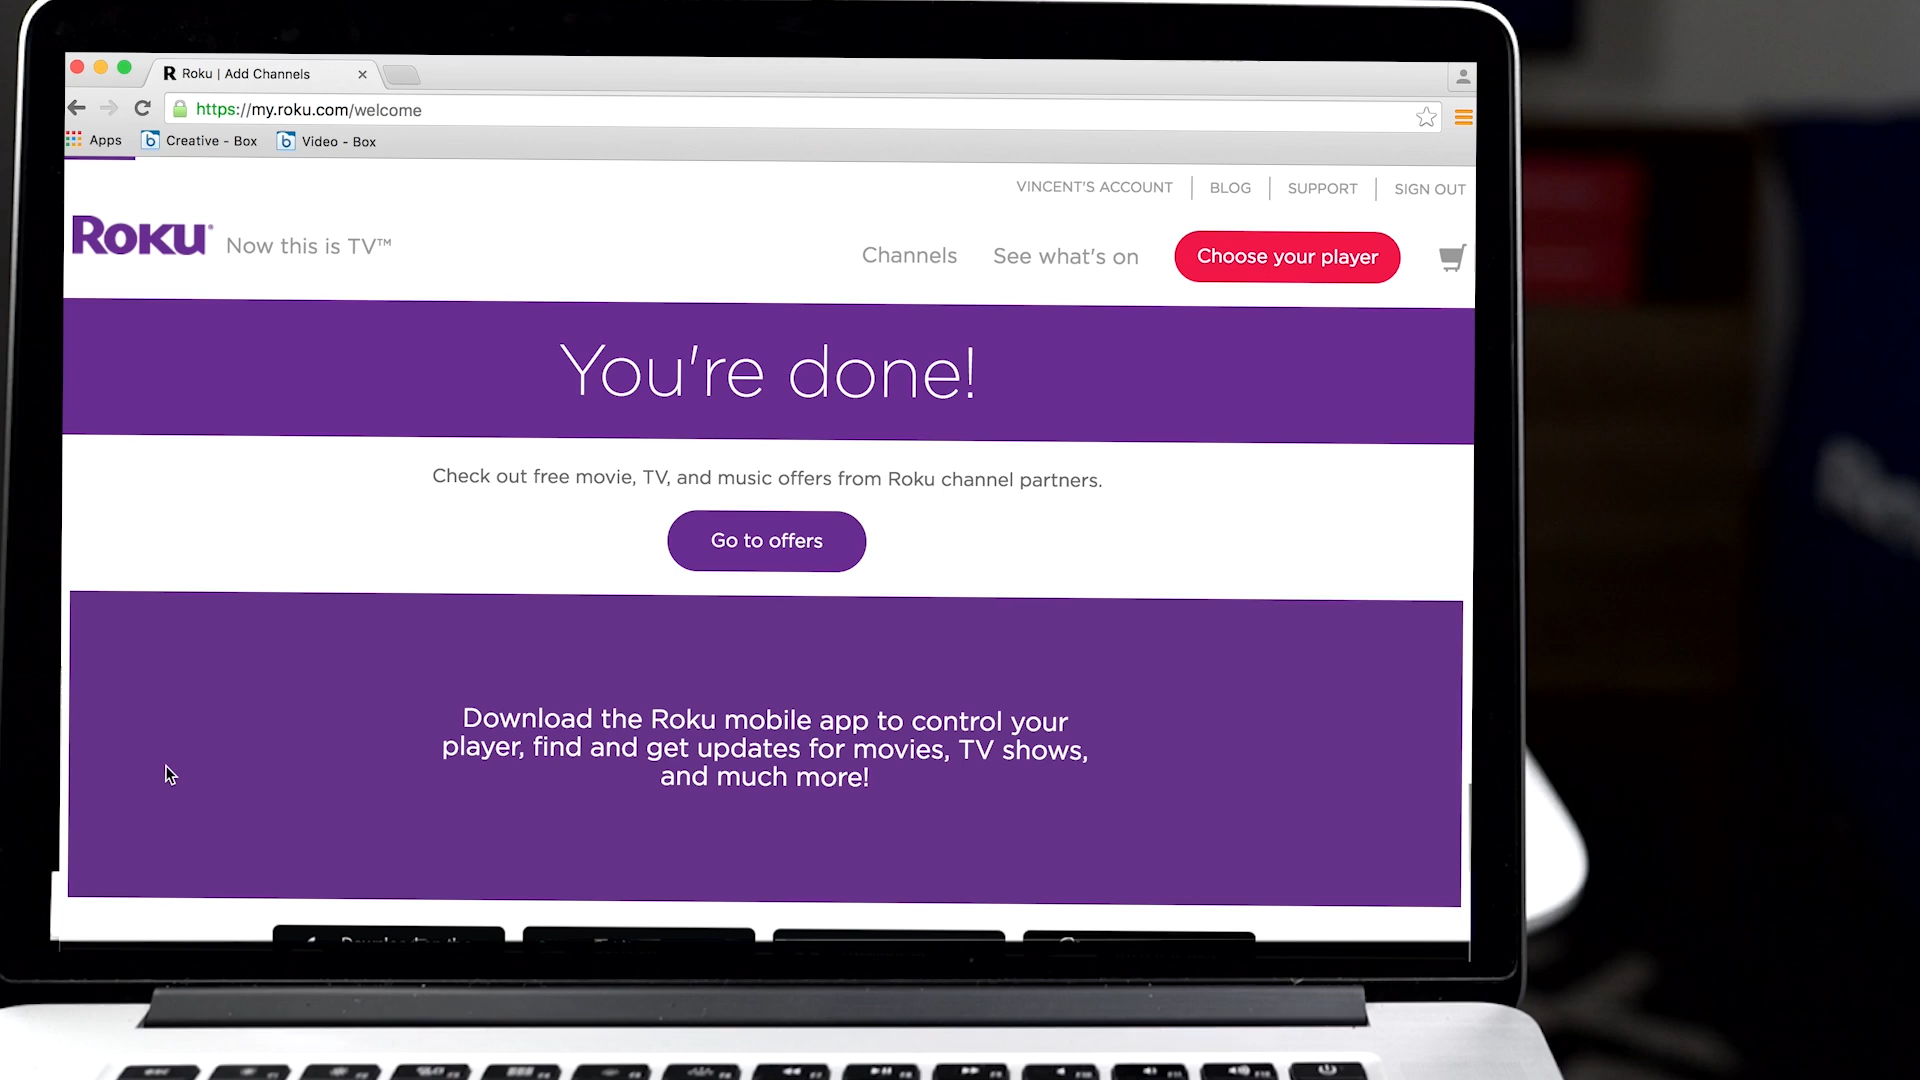 Roku | Add Channels
https://my.roku.com/welcome
Apps
Creative - Box
Video - Box
VINCENT'S ACCOUNT
BLOG
SUPPORT
SIGN OUT
ROKU
Now this is TV™
Channels
See what's on
Choose your player
You're done!
Check out free movie, TV, and music offers from Roku channel partners.
Go to offers
Download the Roku mobile app to control your
player, find and get updates for movies, TV shows,
and much more!